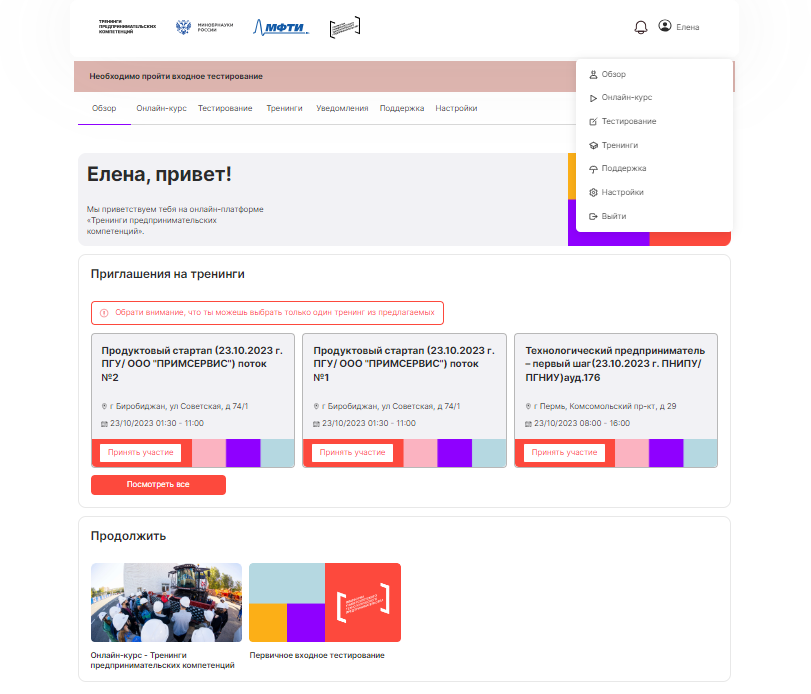 ТРЕНИНГИ
ПРЕДПРИНИМАТЕЛЬСКИХ
КОМПЕТЕНЦИЙ
МИНОБРНАУКИ
РОССИИ
МФТИ
Елена
Необходимо пройти входное тестирование
Обзор
Онлайн-курс
Тестирование
Тренинги
Поддержка
Настройки
Выйти
Обзор Онлайн-курс Тестирование Тренинги Уведомления Поддержка Настройки
Елена, привет!
Мы приветствуем тебя на онлайн-платформе
«Тренинги предпринимательских
компетенций».
Приглашения на тренинги
Обрати внимание, что ты можешь выбрать только один тренинг из предлагаемых
Продуктовый стартап (23.10.2023 г.
ПГУ/ ООО "ПРИМСЕРВИС") поток
№2
г Биробиджан, ул Советская, д 74/1
23/10/2023 01:30 - 11:00
Принять участие
Продуктовый стартап (23.10.2023 г.
ПГУ/ ООО "ПРИМСЕРВИС") поток
№1
г Биробиджан, ул Советская, д 74/1
23/10/2023 01:30 - 11:00
Принять участие
Технологический предприниматель
– первый шаг(23.10.2023 г. ПНИПУ/
ПГНИУ)ауд.176
г Пермь, Комсомольский пр-кт, д 29
23/10/2023 08:00 - 16:00
Принять участие
Посмотреть все
Продолжить
Онлайн-курс - Тренинги
предпринимательских компетенций
Первичное входное тестирование